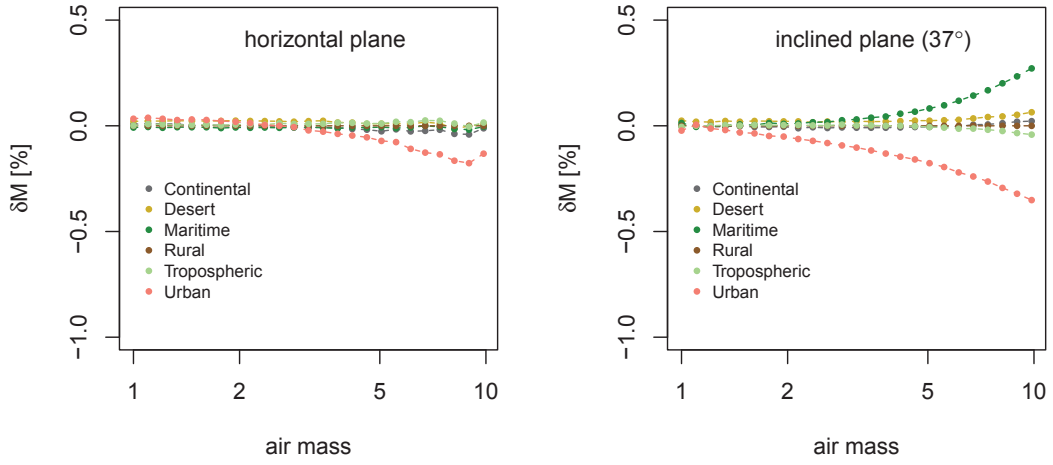 horizontal plane
δM [%]
0.5
0.0
−0.5
−1.0
Continental
Desert
Maritime
Rural
Tropospheric
Urban
1 2 5 10
air mass
inclined plane (37°)
δM [%]
0.5
0.0
−0.5
−1.0
Continental
Desert
Maritime
Rural
Tropospheric
Urban
1 2 5 10
air mass